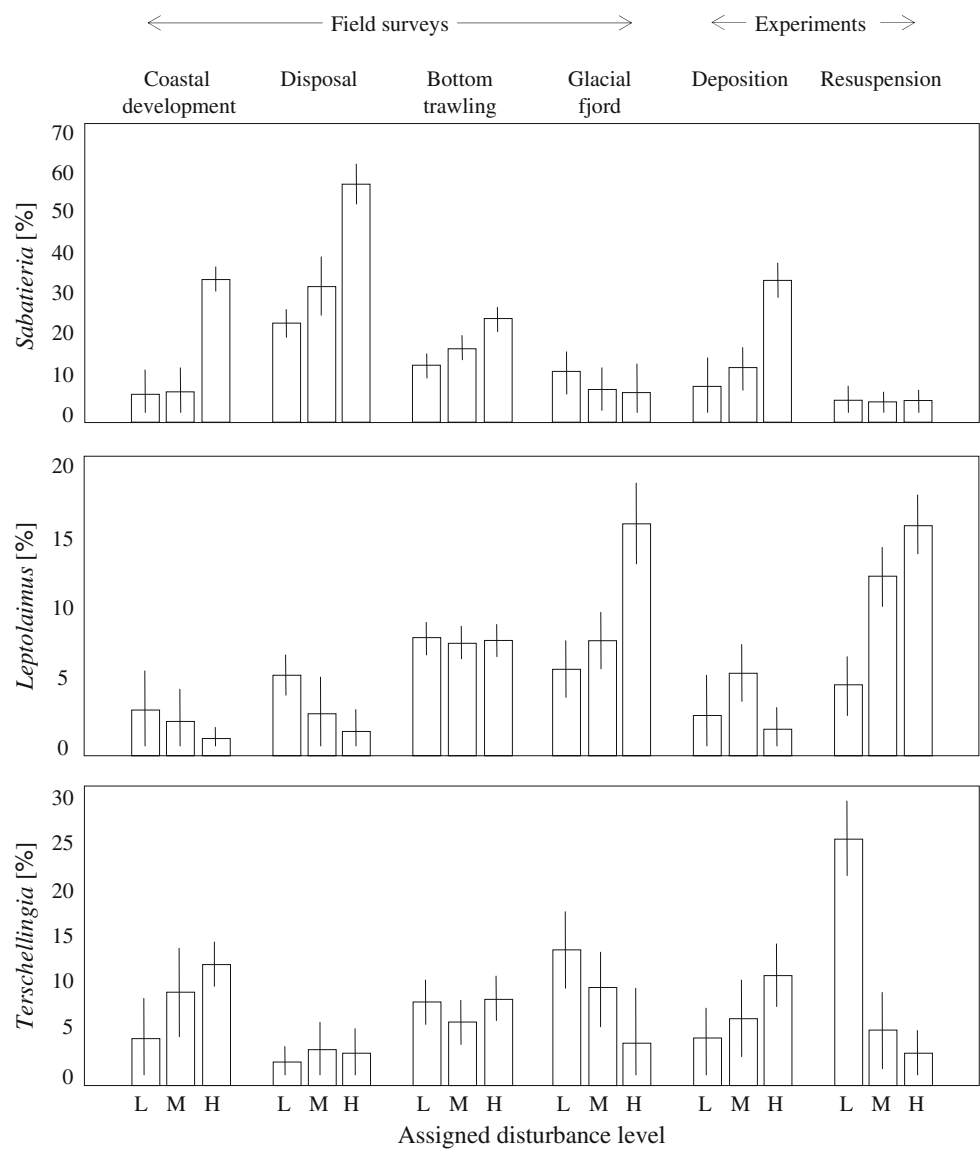 Field surveys Experiments
Coastal development Disposal Bottom trawling Glacial fjord Deposition Resuspension
Sabatieria [%]
70
60
50
40
30
20
10
0
Leptolaimus [%]
20
15
10
5
0
Terschellingia [%]
30
25
20
15
10
5
0
L M H L M H L M H L M H L M H L M H
Assigned disturbance level